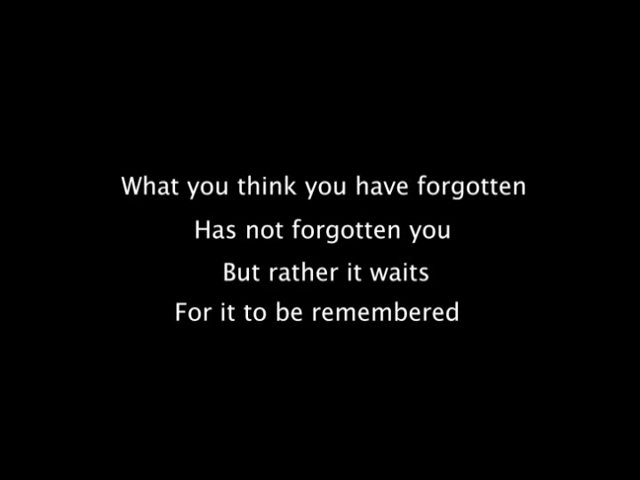 What you think you have forgotten
Has not forgotten you
But rather it waits
For it to be remembered